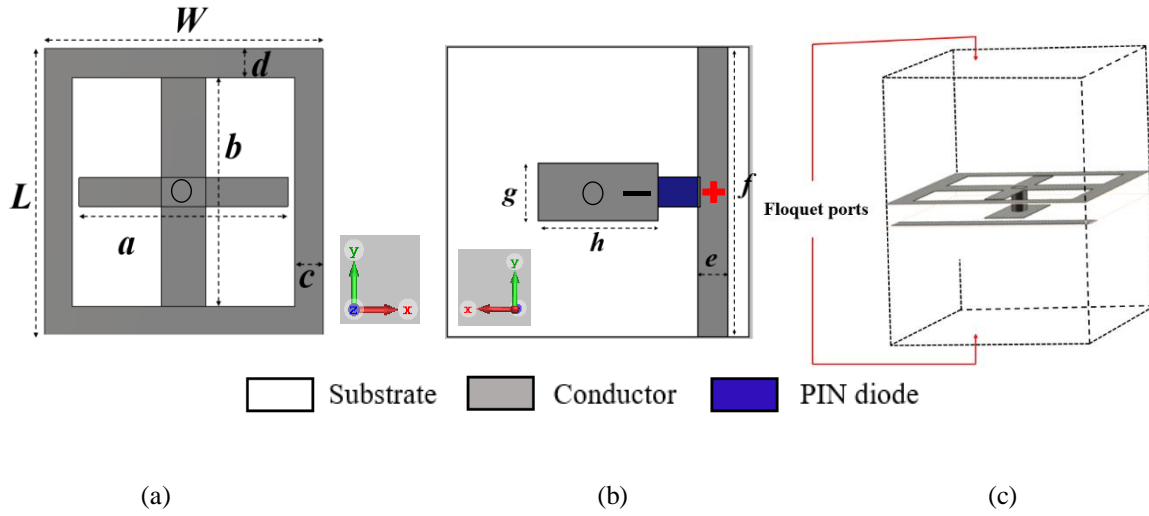 W
d
b
L
a
c
y
z
x
g
h
f
e
y
x
Floquet ports
Substrate
Conductor
PIN diode
(a)
(b)
(c)